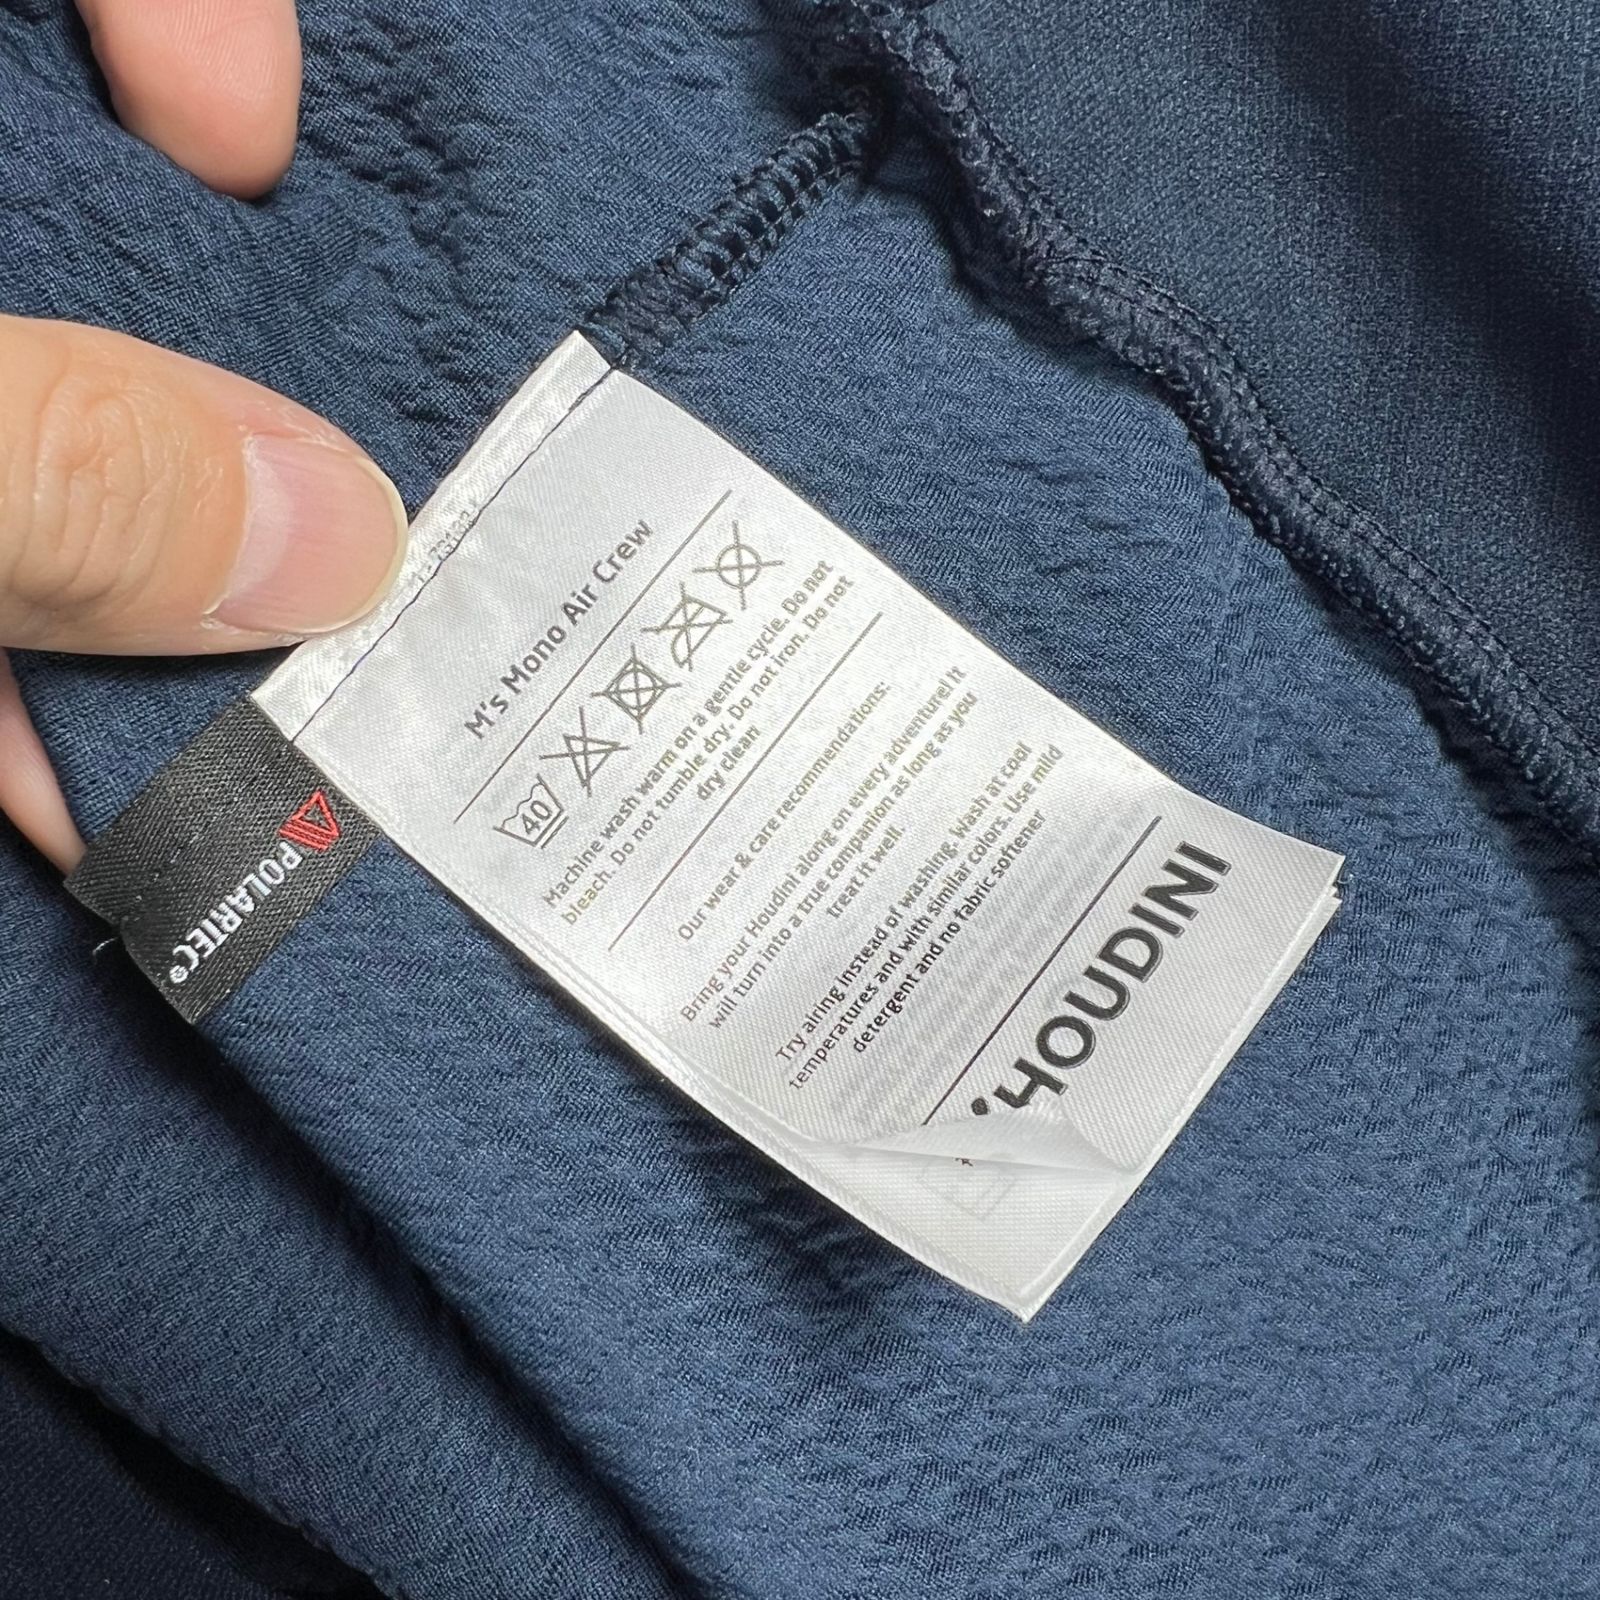 M's Mono Air Crew
40
Machine wash warm on a gentle cycle. Do not
bleach. Do not tumble dry. Do not iron. Do not
dry clean
Our wear & care recommendations:
Bring your Houdini along on every adventure! It
will turn into a true companion as long as you
treat it well.
Try airing instead of washing. Wash at cool
temperatures and with similar colors. Use mild
detergent and no fabric softener
HOUDINI
POLARTEC®